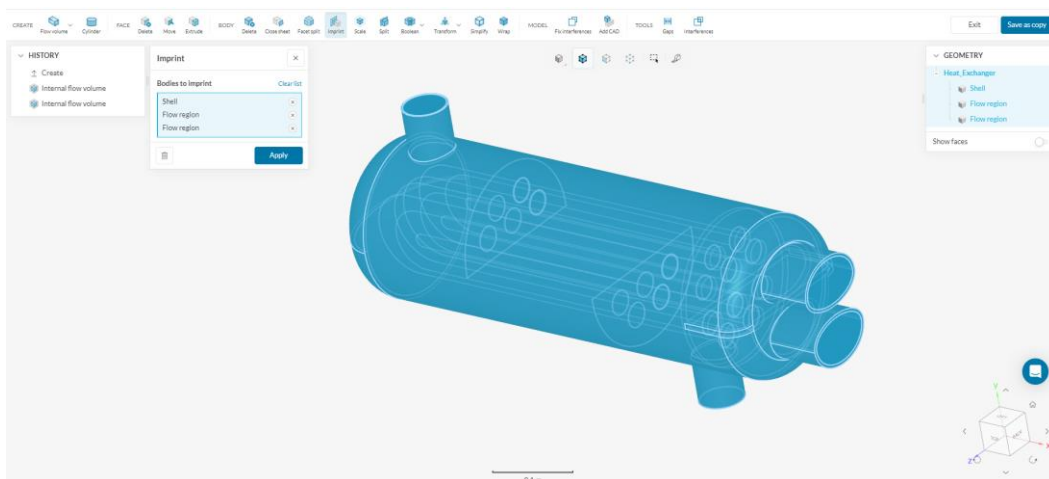 CREATE Flow volume Cylinder FACE Delete Move Extrude BODY Delete Close sheet Facet split Imprint Scale Split Boolean Transform Simplify Wrap MODEL Fix interferences Add CAD TOOLS Gaps Interferences Exit Save as copy
HISTORY
Create
Internal flow volume
Internal flow volume
Imprint
Bodies to imprint Clear list
Shell
Flow region
Flow region
Apply
GEOMETRY
Heat_Exchanger
Shell
Flow region
Flow region
Show faces
Y
X
Z